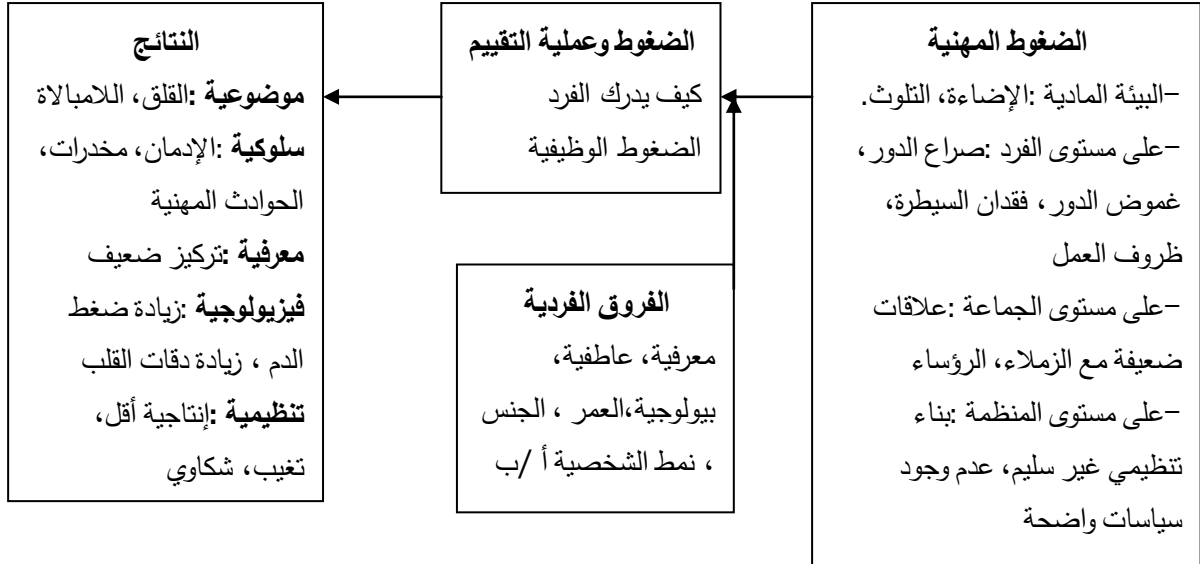 الضغوط المهنية
-البيئة المادية :الإضاءة، التلوث.
-على مستوى الفرد :صراع الدور،
غموض الدور ، فقدان السيطرة،
ظروف العمل
-على مستوى الجماعة :علاقات
ضعيفة مع الزملاء، الرؤساء
-على مستوى المنظمة :بناء
تنظيمي غير سليم، عدم وجود
سياسات واضحة
الضغوط وعملية التقييم
كيف يدرك الفرد
الضغوط الوظيفية
الفروق الفردية
معرفية، عاطفية،
بيولوجية،العمر ، الجنس
، نمط الشخصية أ /ب
النتائج
موضوعية :القلق، اللامبالاة
سلوكية :الإدمان، مخدرات،
الحوادث المهنية
معرفية :تركيز ضعيف
فيزيولوجية :زيادة ضغط
الدم ، زيادة دقات القلب
تنظيمية :إنتاجية أقل،
تغيب، شكاوي